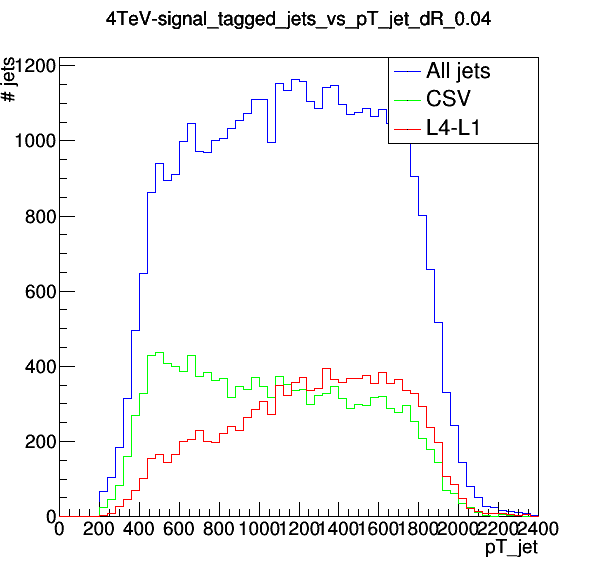 4TeV-signal_tagged_jets_vs_pT_jet_dR_0.04
# jets
1200
1000
800
600
400
200
0
All jets
CSV
L4-L1
0 200 400 600 800 1000 1200 1400 1600 1800 2000 2200 2400
pT_jet